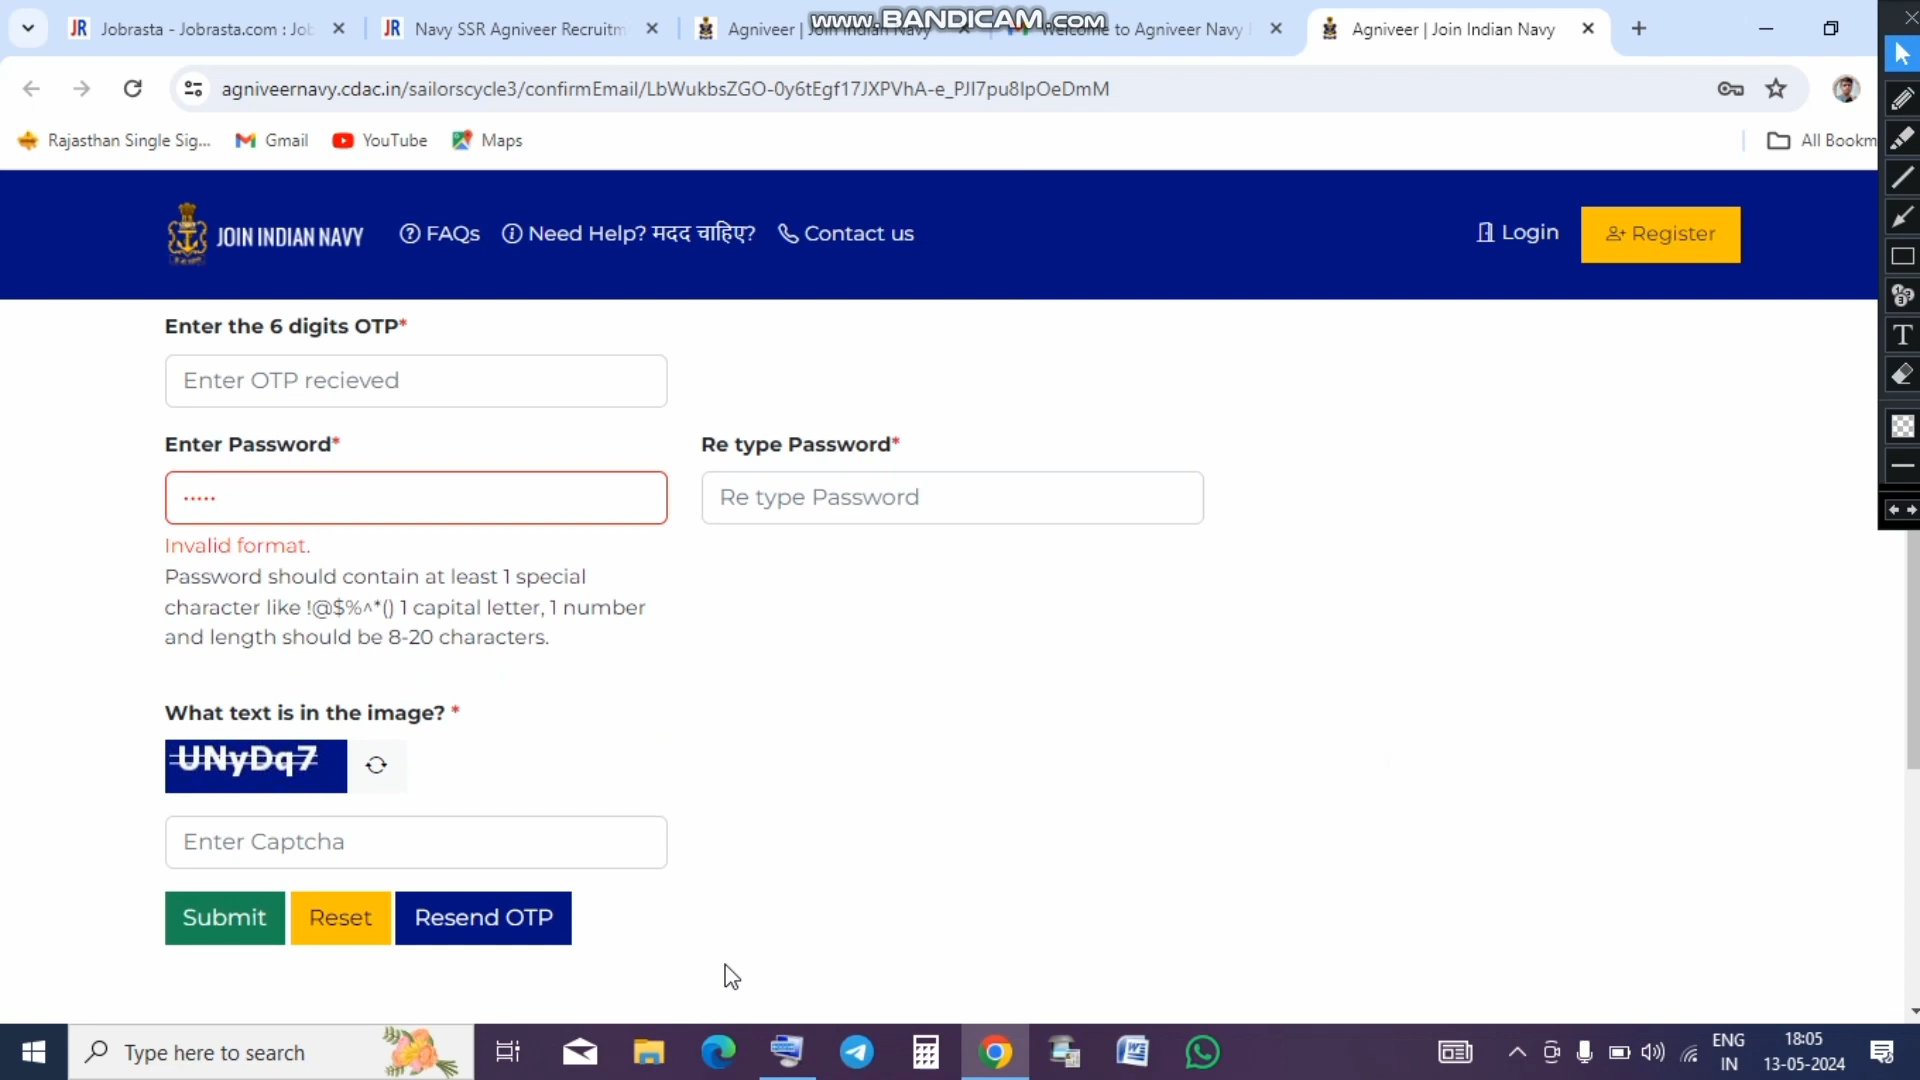 www.BANDICAM.com
Jobrasta - Jobrasta.com : Jol
Navy SSR Agniveer Recruitm
Agniveer | Join Indian Navy
Welcome to Agniveer Navy
Agniveer | Join Indian Navy
agniveernavy.cdac.in/sailorscycle3/confirmEmail/LbWukbsZGO-0y6tEgf17JXPVhA-e_PJI7pu8IpOeDmM
Rajasthan Single Sig...
Gmail
YouTube
Maps
All Bookm
JOIN INDIAN NAVY
FAQs
Need Help? मदद चाहिए?
Contact us
Login
Register
Enter the 6 digits OTP*
Enter OTP recieved
Enter Password*
Re type Password*
Re type Password
Invalid format.
Password should contain at least 1 special
character like !@$%^*() 1 capital letter, 1 number
and length should be 8-20 characters.
What text is in the image? *
UNyDq7
Enter Captcha
Submit
Reset
Resend OTP
Type here to search
ENG
IN
18:05
13-05-2024